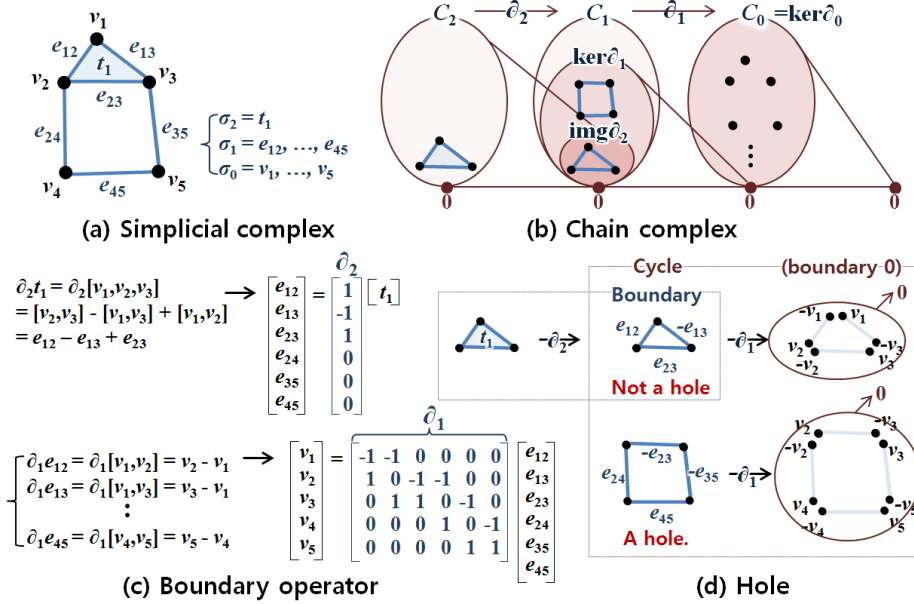 v₁
e₁₂ e₁₃
t₁
v₂ v₃
e₂₃
e₂₄ e₃₅
v₄ v₅
e₄₅
σ₂ = t₁
σ₁ = e₁₂, …, e₄₅
σ₀ = v₁, …, v₅
(a) Simplicial complex
C₂ ∂₂ C₁ ∂₁ C₀ =ker∂₀
ker∂₁
img∂₂
0 0 0 0
(b) Chain complex
∂₂t₁ = ∂₂[v₁,v₂,v₃]
= [v₂,v₃] - [v₁,v₃] + [v₁,v₂]
= e₁₂ – e₁₃ + e₂₃
∂₂
e₁₂ = 1 [t₁]
e₁₃ -1
e₂₃ 1
e₂₄ 0
e₃₅ 0
e₄₅ 0
∂₁e₁₂ = ∂₁[v₁,v₂] = v₂ - v₁
∂₁e₁₃ = ∂₁[v₁,v₃] = v₃ - v₁
⋮
∂₁e₄₅ = ∂₁[v₄,v₅] = v₅ - v₄
∂₁
v₁ = -1 -1 0 0 0 0 e₁₂
v₂ 1 0 -1 -1 0 0 e₁₃
v₃ 0 1 1 0 -1 0 e₂₃
v₄ 0 0 0 1 0 -1 e₂₄
v₅ 0 0 0 0 1 1 e₃₅
e₄₅
(c) Boundary operator
Cycle (boundary 0)
Boundary 0
t₁ -∂₂→ e₁₂ -e₁₃ -∂₁→ -v₁ v₁
e₂₃ v₂ -v₃
-v₂ v₃
Not a hole
0
v₂ -v₃
-v₂ v₃
-e₂₃
e₂₄ -e₃₅ -∂₁→
e₄₅
v₄ -v₅
-v₄ v₅
A hole.
(d) Hole